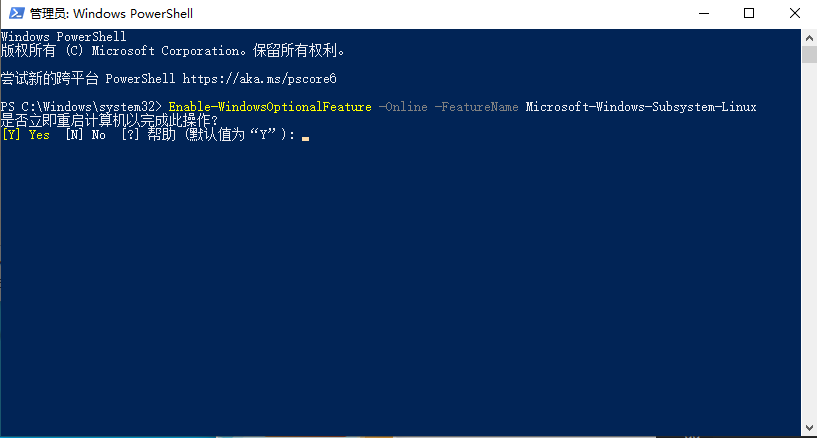 管理员: Windows PowerShell
Windows PowerShell
版权所有 (C) Microsoft Corporation。保留所有权利。
尝试新的跨平台 PowerShell https://aka.ms/pscore6
PS C:\Windows\system32> Enable-WindowsOptionalFeature -Online -FeatureName Microsoft-Windows-Subsystem-Linux
是否立即重启计算机以完成此操作?
[Y] Yes  [N] No  [?] 帮助 (默认值为“Y”):